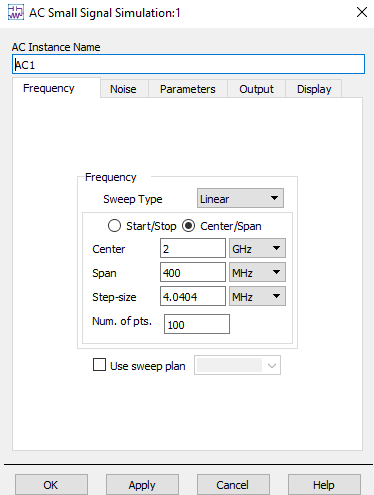 AC Small Signal Simulation:1
AC Instance Name
AC1
Frequency Noise Parameters Output Display
Frequency
Sweep Type Linear
Start/Stop Center/Span
Center 2 GHz
Span 400 MHz
Step-size 4.0404 MHz
Num. of pts. 100
Use sweep plan
OK Apply Cancel Help